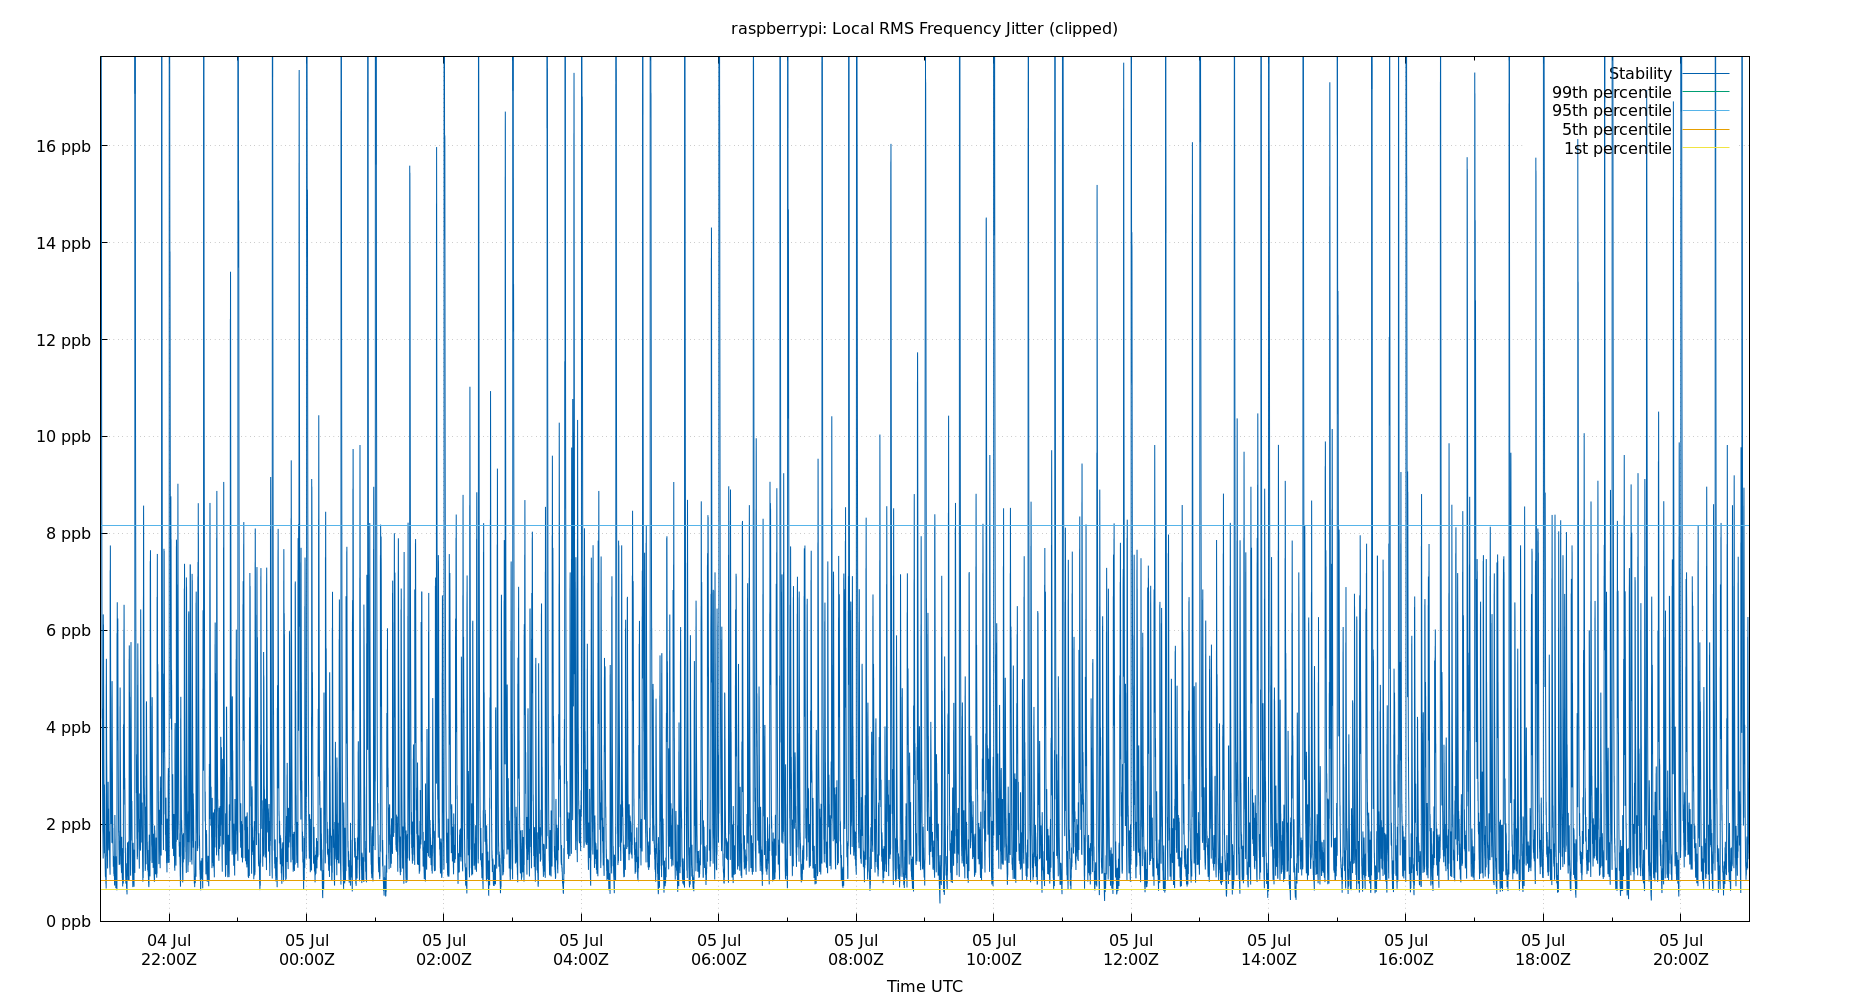 raspberrypi: Local RMS Frequency Jitter (clipped)
Stability
99th percentile
95th percentile
5th percentile
1st percentile
16 ppb
14 ppb
12 ppb
10 ppb
8 ppb
6 ppb
4 ppb
2 ppb
0 ppb
04 Jul 05 Jul 05 Jul 05 Jul 05 Jul 05 Jul 05 Jul 05 Jul 05 Jul 05 Jul 05 Jul 05 Jul
22:00Z 00:00Z 02:00Z 04:00Z 06:00Z 08:00Z 10:00Z 12:00Z 14:00Z 16:00Z 18:00Z 20:00Z
Time UTC